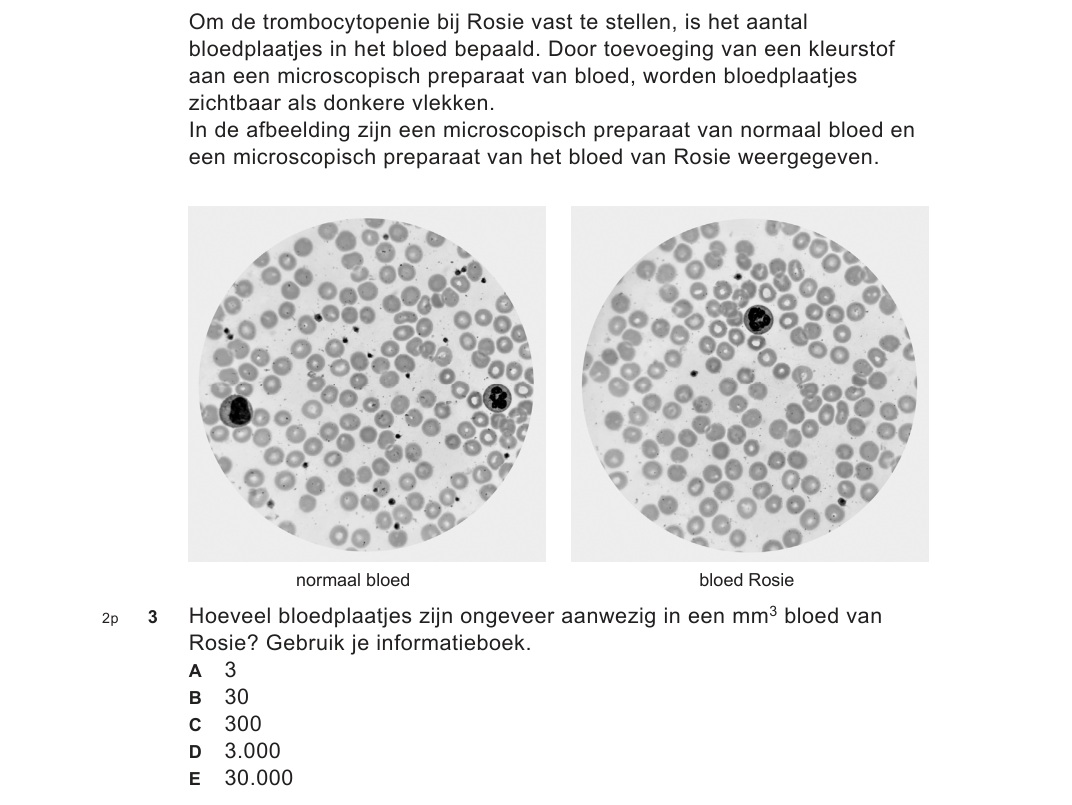 Om de trombocytopenie bij Rosie vast te stellen, is het aantal
bloedplaatjes in het bloed bepaald. Door toevoeging van een kleurstof
aan een microscopisch preparaat van bloed, worden bloedplaatjes
zichtbaar als donkere vlekken.
In de afbeelding zijn een microscopisch preparaat van normaal bloed en
een microscopisch preparaat van het bloed van Rosie weergegeven.
normaal bloed
bloed Rosie
2p 3 Hoeveel bloedplaatjes zijn ongeveer aanwezig in een mm³ bloed van
Rosie? Gebruik je informatieboek.
A 3
B 30
C 300
D 3.000
E 30.000